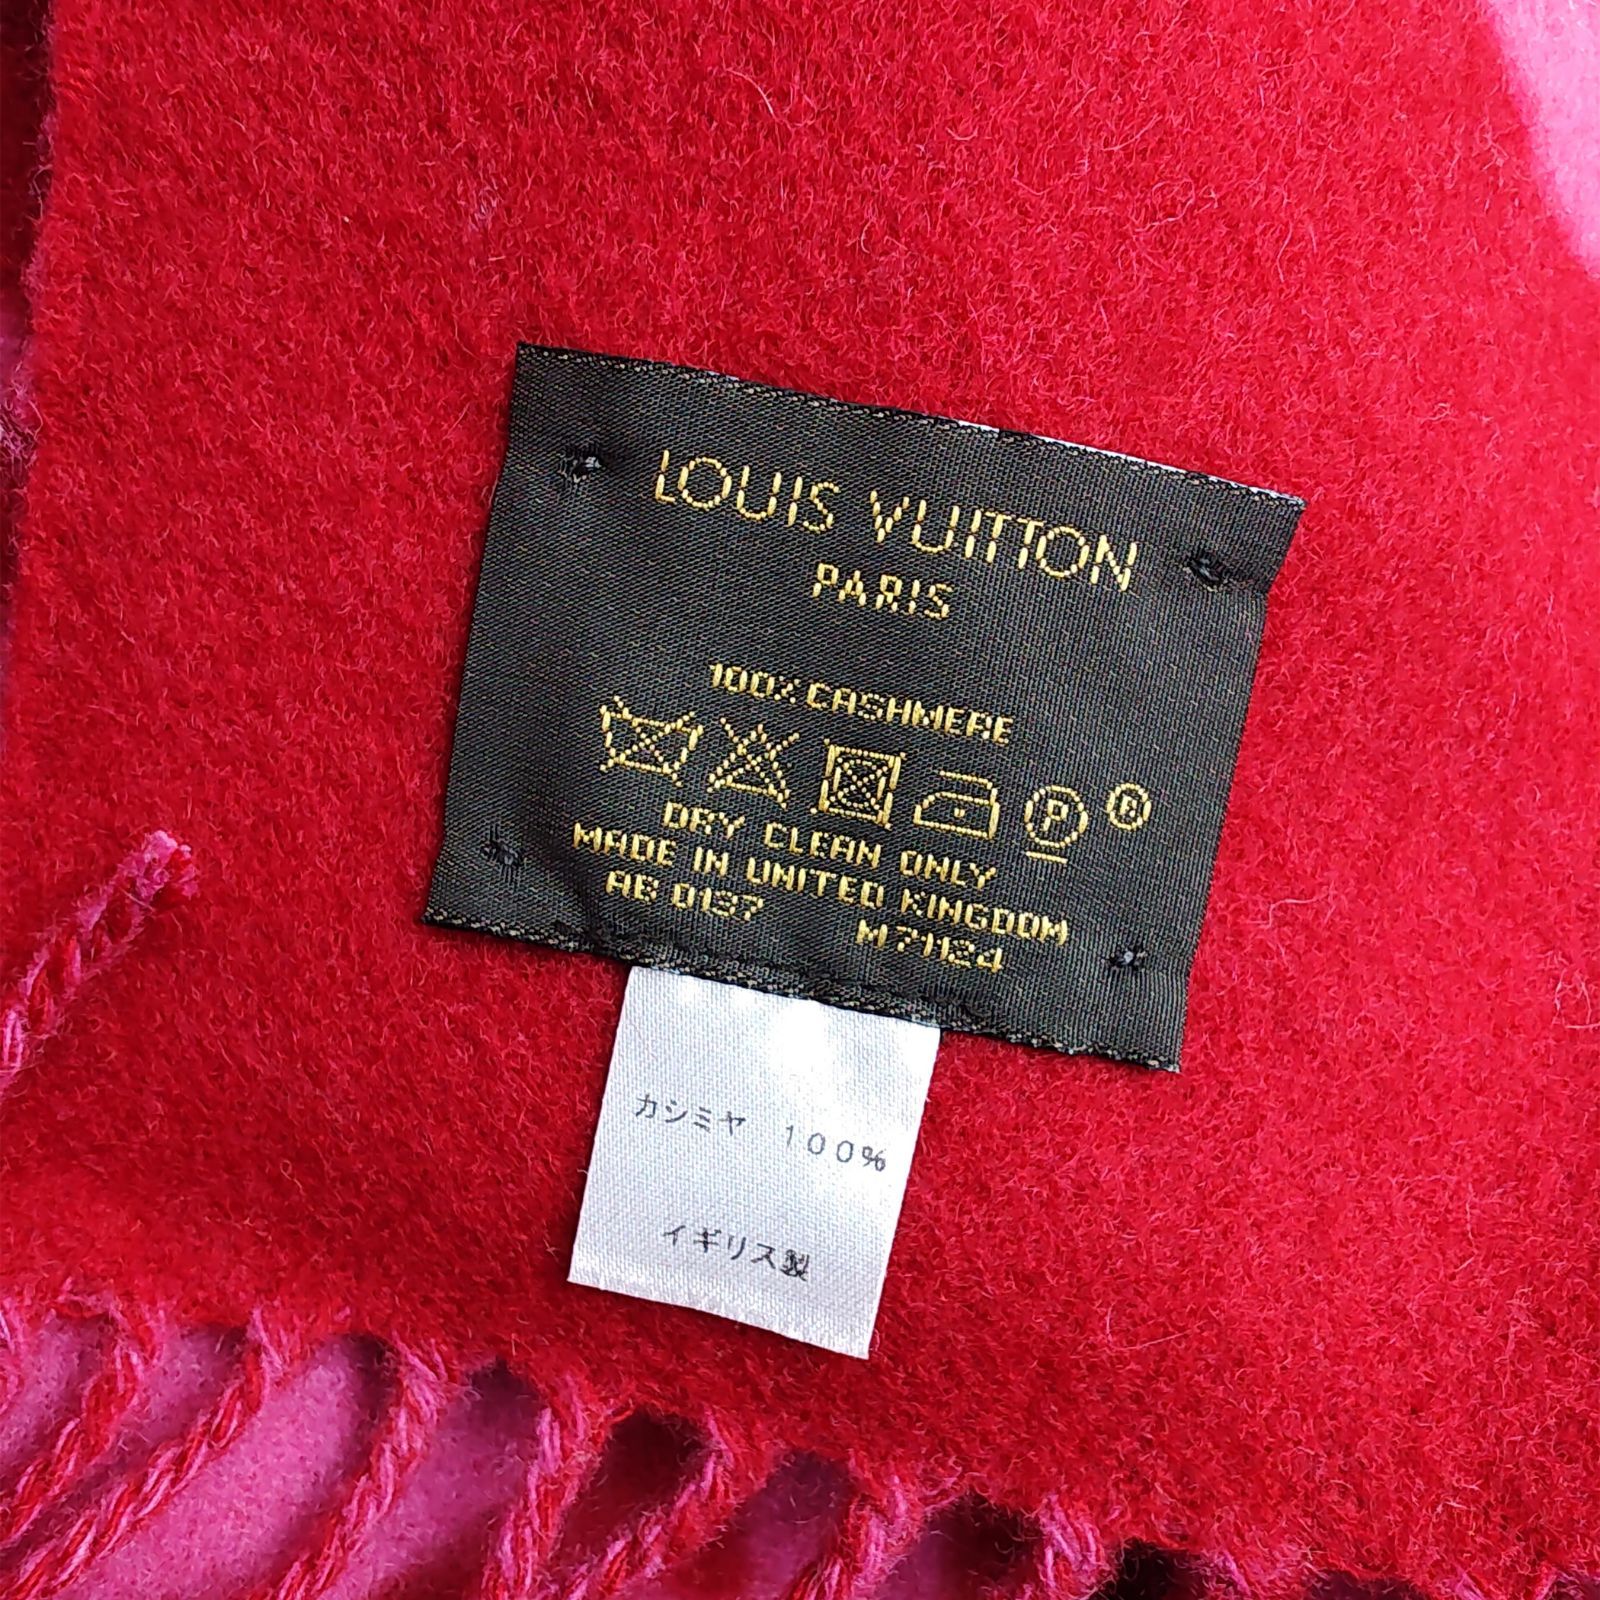 LOUIS VUITTON
PARIS
100% CASHMERE
P ®
DRY CLEAN ONLY
MADE IN UNITED KINGDOM
AB 0137 M71124
カシミヤ 100%
イギリス製